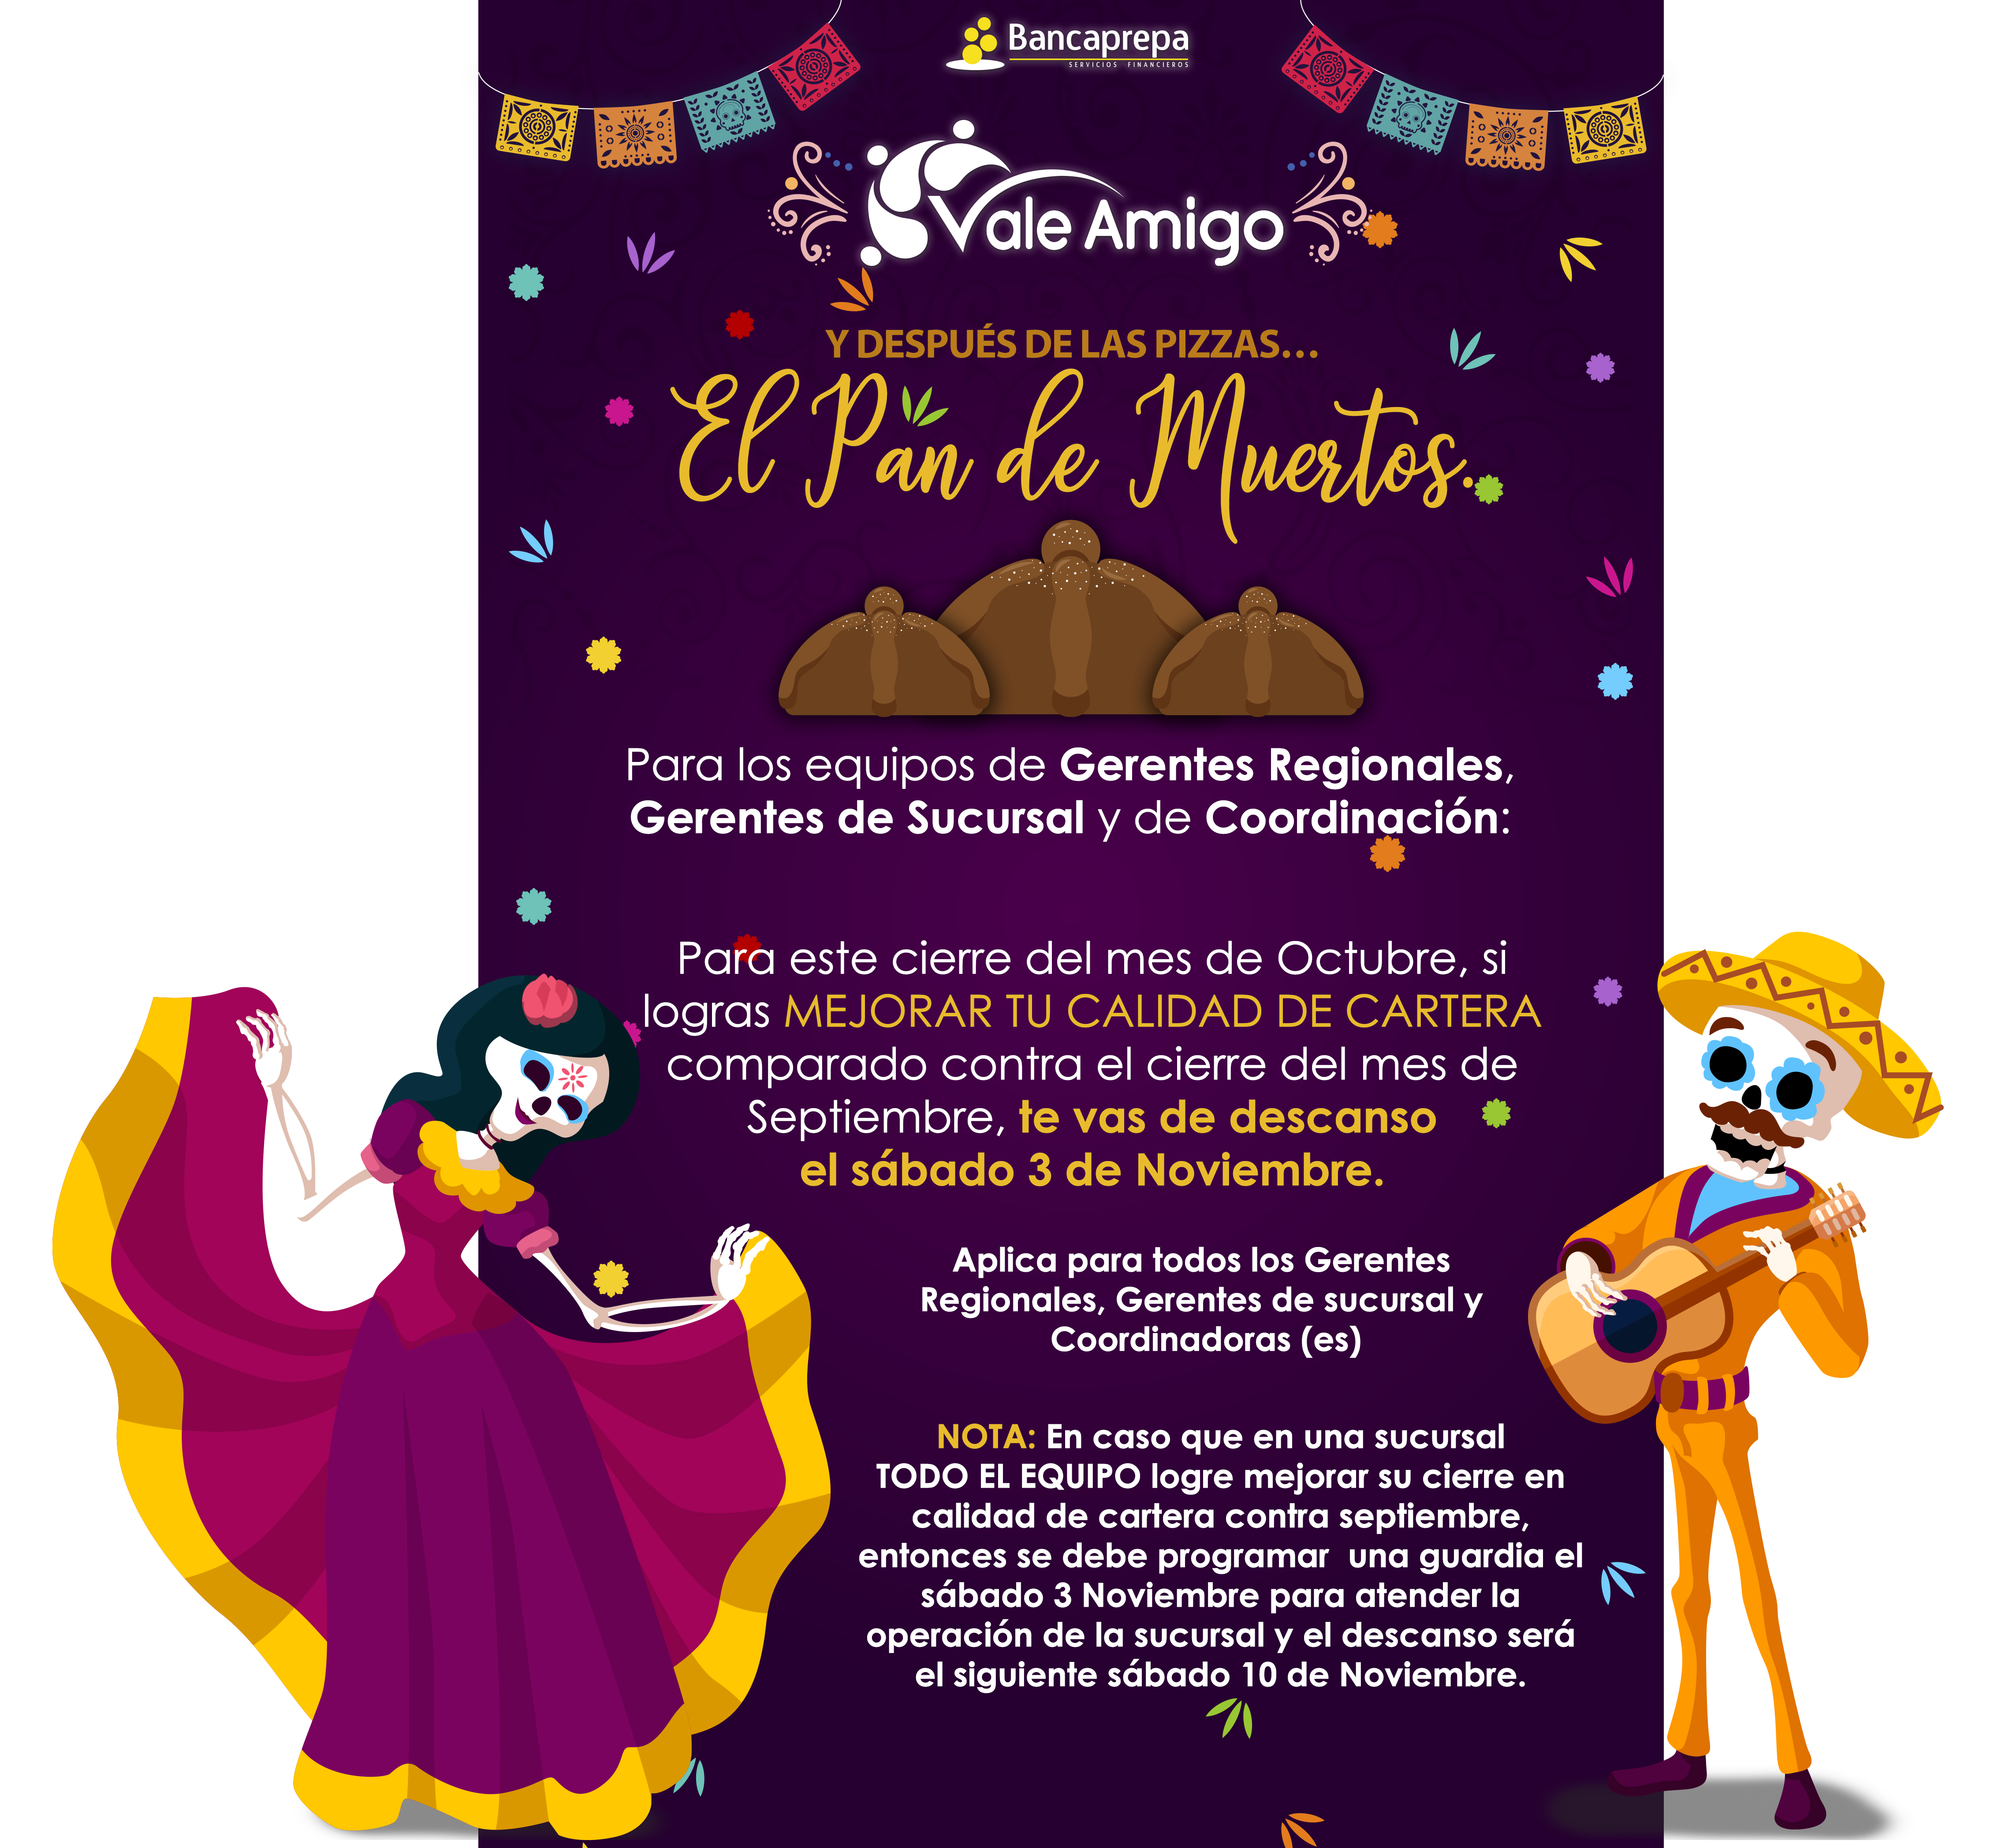 Bancaprepa
SERVICIOS FINANCIEROS
Vale Amigo
Y DESPUÉS DE LAS PIZZAS...
El Pan de Muertos.
Para los equipos de Gerentes Regionales,
Gerentes de Sucursal y de Coordinación:
Para este cierre del mes de Octubre, si
logras MEJORAR TU CALIDAD DE CARTERA
comparado contra el cierre del mes de
Septiembre, te vas de descanso
el sábado 3 de Noviembre.
Aplica para todos los Gerentes
Regionales, Gerentes de sucursal y
Coordinadoras (es)
NOTA: En caso que en una sucursal
TODO EL EQUIPO logre mejorar su cierre en
calidad de cartera contra septiembre,
entonces se debe programar una guardia el
sábado 3 Noviembre para atender la
operación de la sucursal y el descanso será
el siguiente sábado 10 de Noviembre.